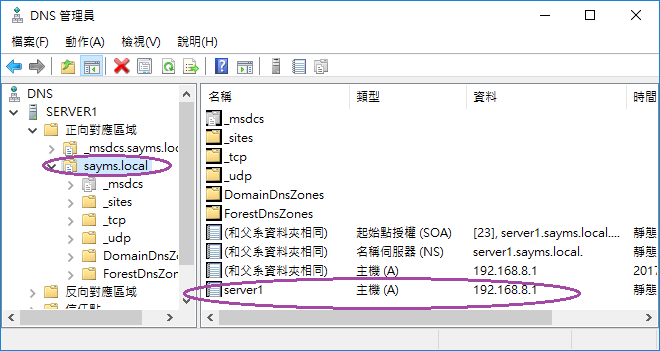 DNS 管理員
檔案(F) 動作(A) 檢視(V) 說明(H)
DNS
SERVER1
正向對應區域
_msdcs.sayms.loc
sayms.local
_msdcs
_sites
_tcp
_udp
DomainDnsZ
ForestDnsZo
反向對應區域
名稱 類型 資料 時間
_msdcs
_sites
_tcp
_udp
DomainDnsZones
ForestDnsZones
(和父系資料夾相同) 起始點授權 (SOA) [23], server1.sayms.local.... 靜態
(和父系資料夾相同) 名稱伺服器 (NS) server1.sayms.local. 靜態
(和父系資料夾相同) 主機 (A) 192.168.8.1 2017
server1 主機 (A) 192.168.8.1 靜態